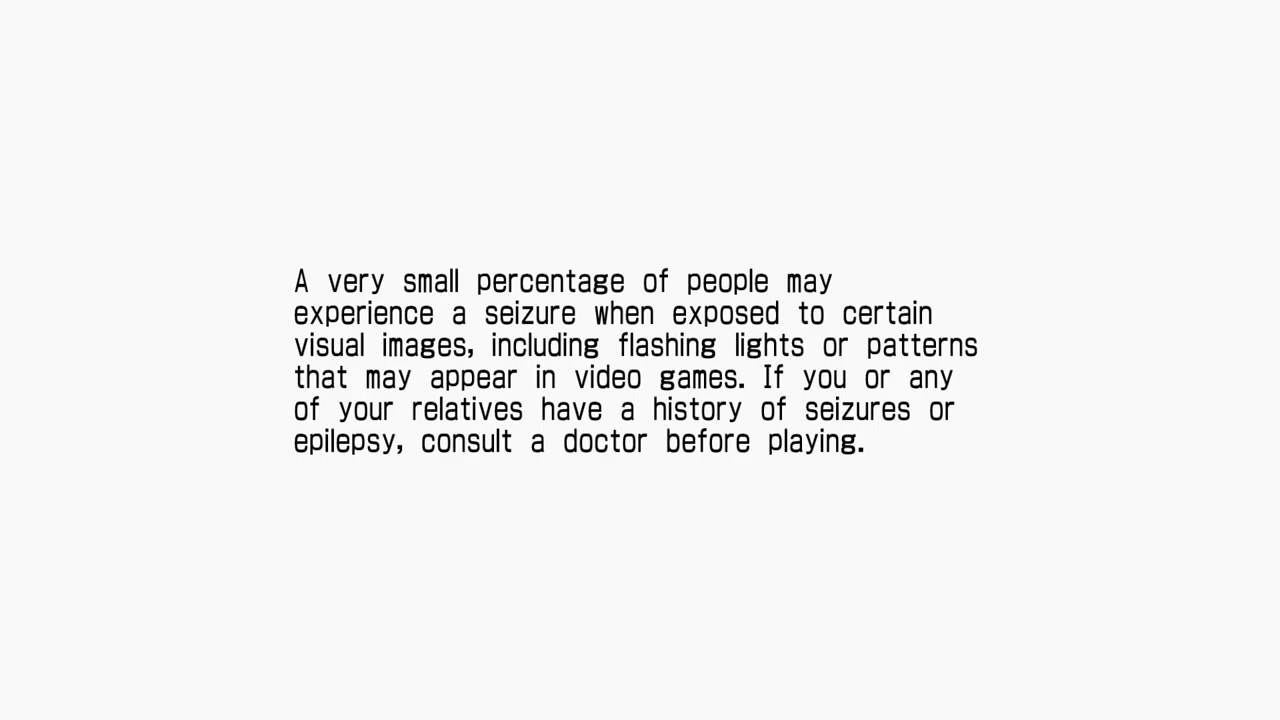 A very small percentage of people may
experience a seizure when exposed to certain
visual images, including flashing lights or patterns
that may appear in video games. If you or any
of your relatives have a history of seizures or
epilepsy, consult a doctor before playing.